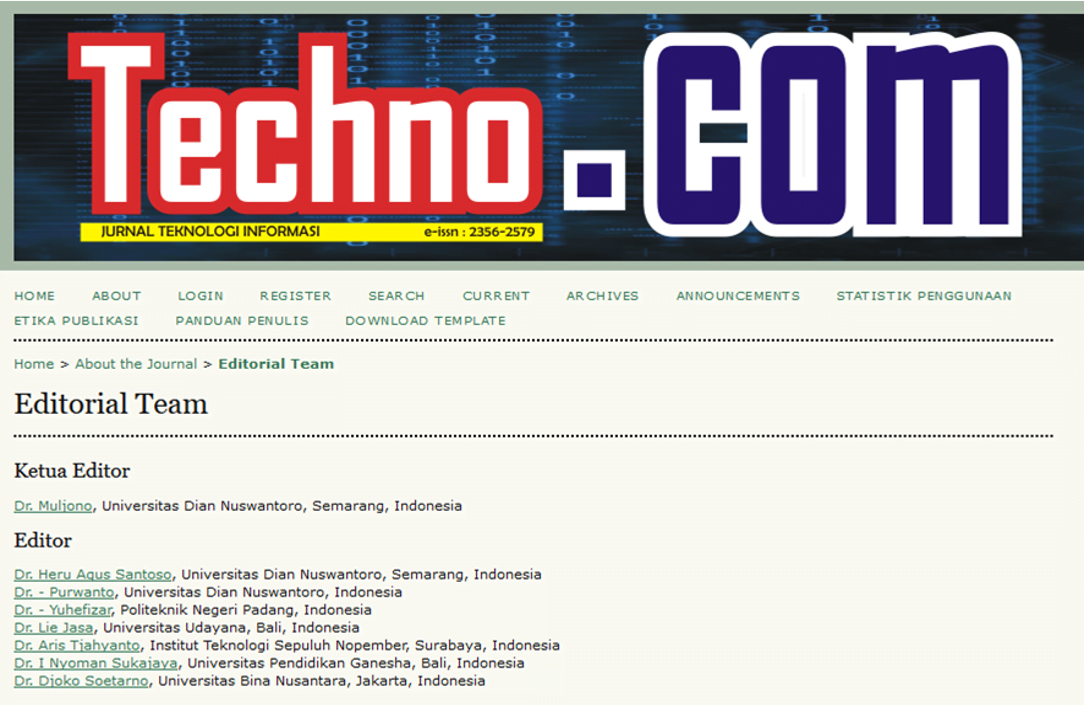 Techno.com
JURNAL TEKNOLOGI INFORMASI e-issn : 2356-2579
HOME ABOUT LOGIN REGISTER SEARCH CURRENT ARCHIVES ANNOUNCEMENTS STATISTIK PENGGUNAAN
ETIKA PUBLIKASI PANDUAN PENULIS DOWNLOAD TEMPLATE
Home > About the Journal > Editorial Team
Editorial Team
Ketua Editor
Dr. Muljono, Universitas Dian Nuswantoro, Semarang, Indonesia
Editor
Dr. Heru Agus Santoso, Universitas Dian Nuswantoro, Semarang, Indonesia
Dr. - Purwanto, Universitas Dian Nuswantoro, Indonesia
Dr. - Yuhefizar, Politeknik Negeri Padang, Indonesia
Dr. Lie Jasa, Universitas Udayana, Bali, Indonesia
Dr. Aris Tjahyanto, Institut Teknologi Sepuluh Nopember, Surabaya, Indonesia
Dr. I Nyoman Sukajaya, Universitas Pendidikan Ganesha, Bali, Indonesia
Dr. Djoko Soetarno, Universitas Bina Nusantara, Jakarta, Indonesia